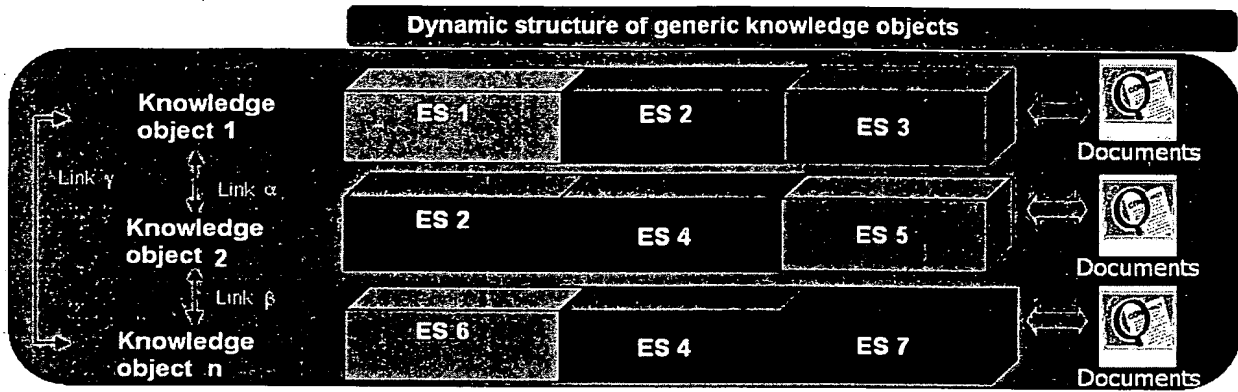 Dynamic structure of generic knowledge objects
Knowledge
object 1
ES 1
ES 2
ES 3
Documents
Link γ
Link α
Knowledge
object 2
ES 2
ES 4
ES 5
Documents
Link β
Knowledge
object n
ES 6
ES 4
ES 7
Documents